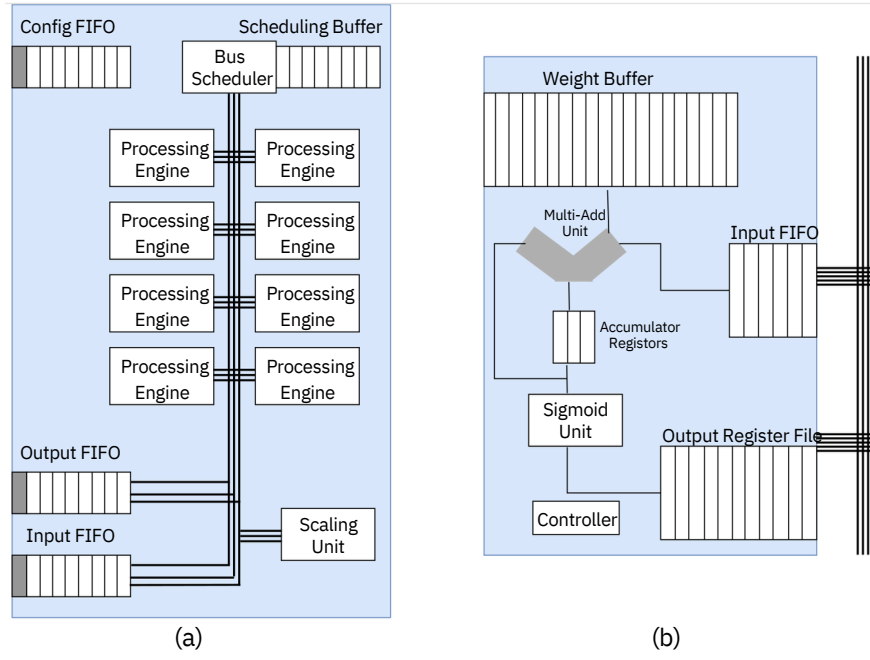 Config FIFO
Scheduling Buffer
Bus
Scheduler
Processing
Engine
Processing
Engine
Processing
Engine
Processing
Engine
Processing
Engine
Processing
Engine
Processing
Engine
Processing
Engine
Output FIFO
Input FIFO
Scaling
Unit
(a)
Weight Buffer
Multi-Add
Unit
Input FIFO
Accumulator
Registors
Sigmoid
Unit
Output Register File
Controller
(b)